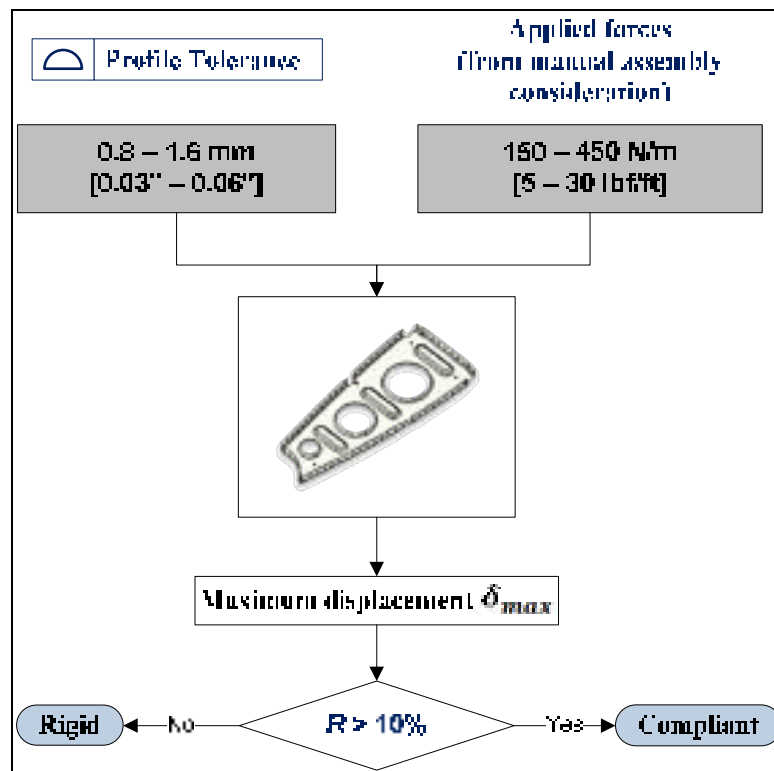 Profile Tolerance
Applied forces
(from manual assembly
consideration)
0.8 – 1.6 mm
[0.03" – 0.06"]
150 – 450 N/m
[5 – 30 lbf/ft]
Maximum displacement δmax
Rigid
No
R > 10%
Yes
Compliant